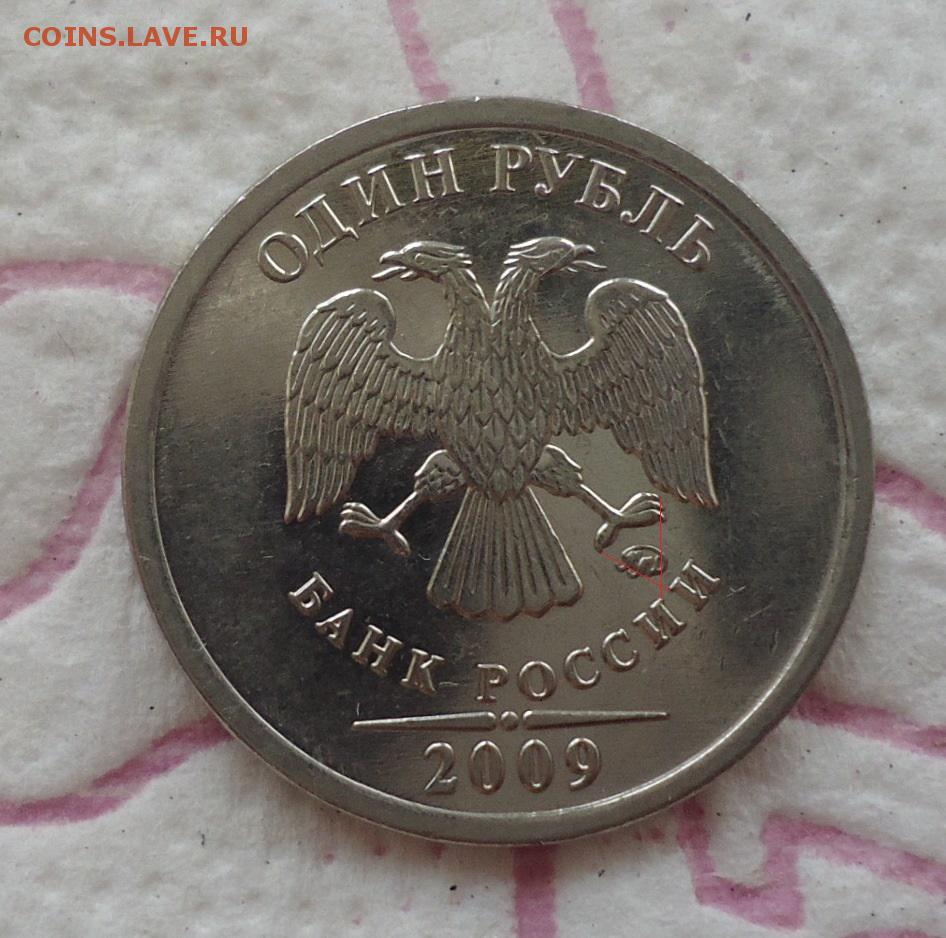 COINS.LAVE.RU
ОДИН РУБЛЬ
БАНК РОССИИ
2009